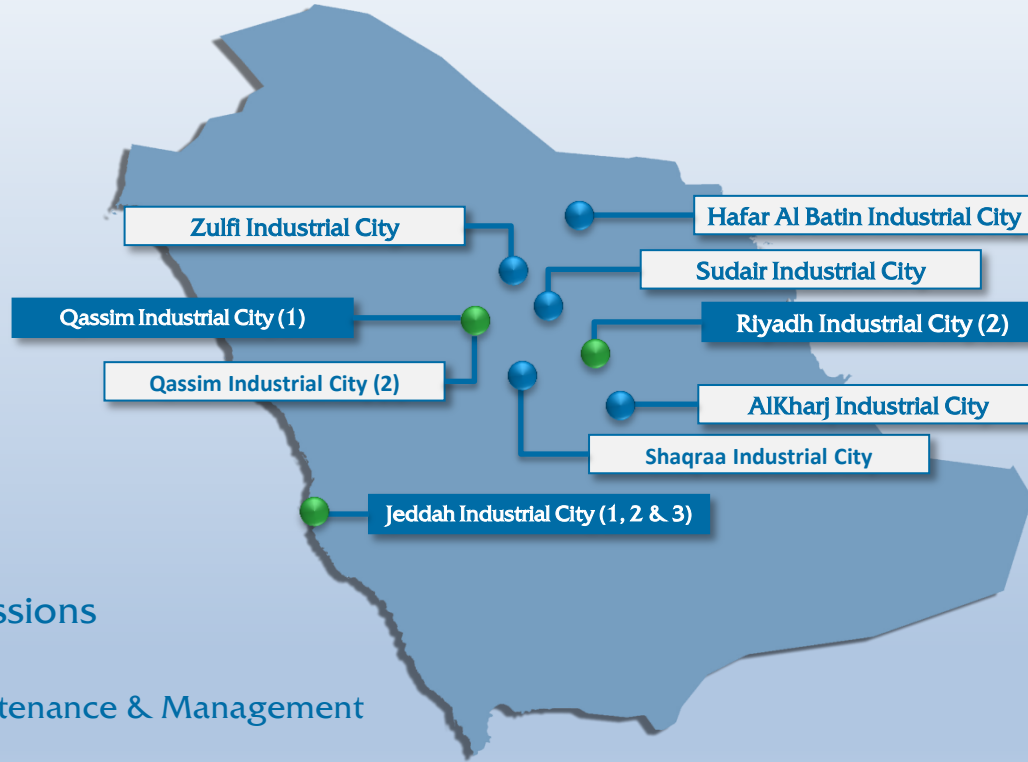 Zulfi Industrial City
Hafar Al Batin Industrial City
Sudair Industrial City
Qassim Industrial City (1)
Riyadh Industrial City (2)
Qassim Industrial City (2)
AlKharj Industrial City
Shaqraa Industrial City
Jeddah Industrial City (1, 2 & 3)
ssions
tenance & Management